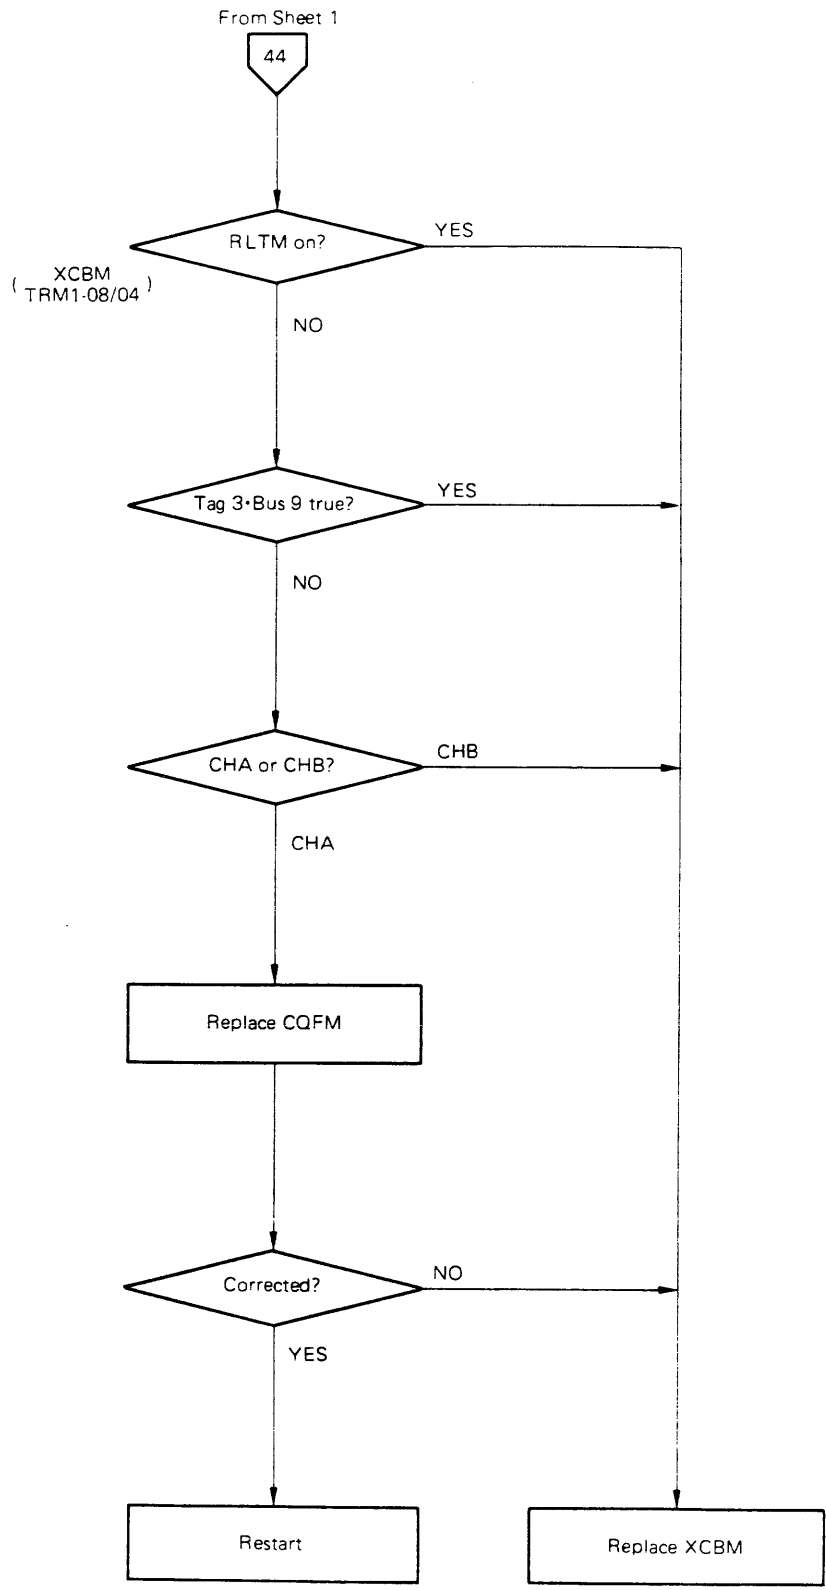 From Sheet 1
44
RLTM on?
YES
( XCBM
TRM1-08/04 )
NO
Tag 3·Bus 9 true?
YES
NO
CHA or CHB?
CHB
CHA
Replace CQFM
Corrected?
NO
YES
Restart
Replace XCBM